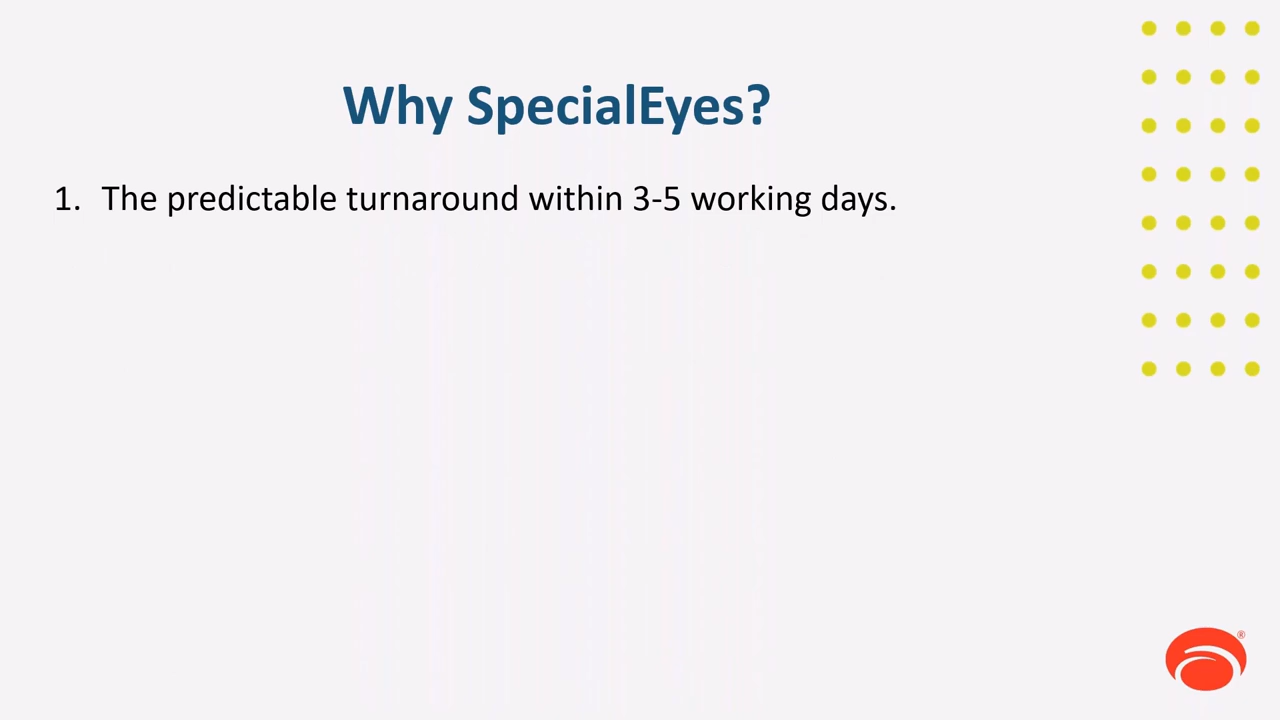 Why SpecialEyes?
1. The predictable turnaround within 3-5 working days.
®